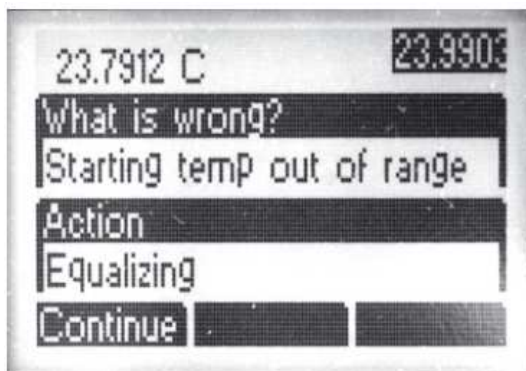 23.7912 C 23.9903
What is wrong?
Starting temp out of range
Action
Equalizing
Continue